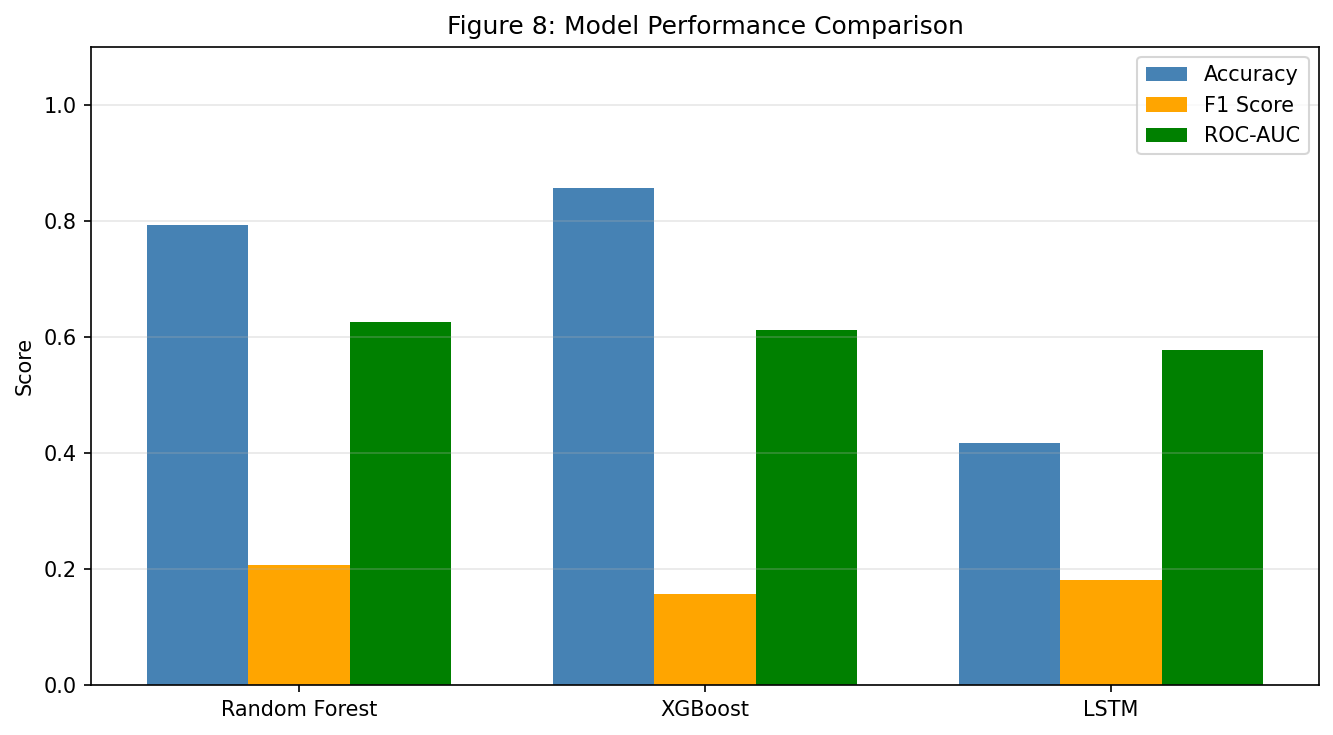 Figure 8: Model Performance Comparison
Accuracy
F1 Score
ROC-AUC
Score
1.0
0.8
0.6
0.4
0.2
0.0
Random Forest
XGBoost
LSTM